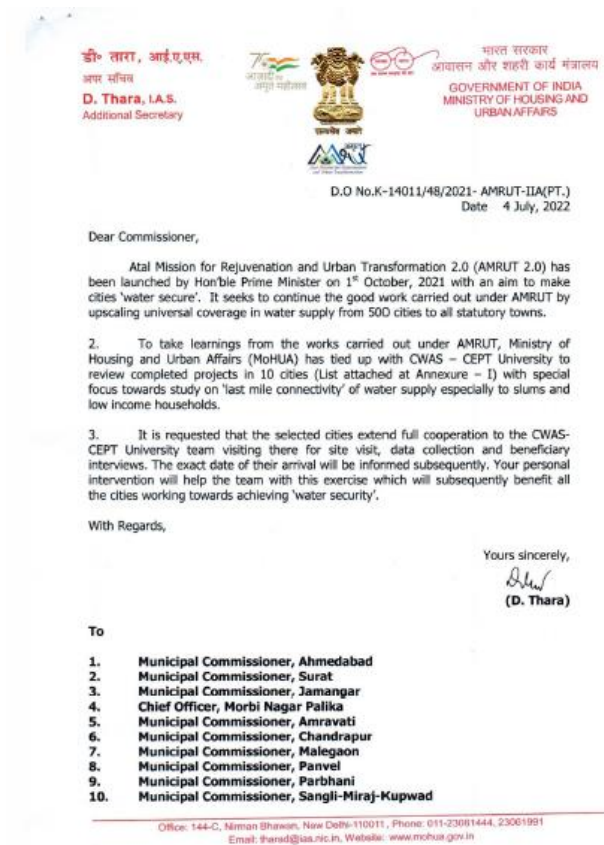 डी० तारा, आई.ए.एस.
अपर सचिव
D. Thara, I.A.S.
Additional Secretary
आज़ादी का
अमृत महोत्सव
सत्यमेव जयते
भारत सरकार
आवासन और शहरी कार्य मंत्रालय
GOVERNMENT OF INDIA
MINISTRY OF HOUSING AND
URBAN AFFAIRS
D.O No.K-14011/48/2021- AMRUT-IIA(PT.)
Date 4 July, 2022
Dear Commissioner,
Atal Mission for Rejuvenation and Urban Transformation 2.0 (AMRUT 2.0) has
been launched by Hon'ble Prime Minister on 1st October, 2021 with an aim to make
cities 'water secure'. It seeks to continue the good work carried out under AMRUT by
upscaling universal coverage in water supply from 500 cities to all statutory towns.
2. To take learnings from the works carried out under AMRUT, Ministry of
Housing and Urban Affairs (MoHUA) has tied up with CWAS – CEPT University to
review completed projects in 10 cities (List attached at Annexure – I) with special
focus towards study on 'last mile connectivity' of water supply especially to slums and
low income households.
3. It is requested that the selected cities extend full cooperation to the CWAS-
CEPT University team visiting there for site visit, data collection and beneficiary
interviews. The exact date of their arrival will be informed subsequently. Your personal
intervention will help the team with this exercise which will subsequently benefit all
the cities working towards achieving 'water security'.
With Regards,
Yours sincerely,
(D. Thara)
To
1. Municipal Commissioner, Ahmedabad
2. Municipal Commissioner, Surat
3. Municipal Commissioner, Jamangar
4. Chief Officer, Morbi Nagar Palika
5. Municipal Commissioner, Amravati
6. Municipal Commissioner, Chandrapur
7. Municipal Commissioner, Malegaon
8. Municipal Commissioner, Panvel
9. Municipal Commissioner, Parbhani
10. Municipal Commissioner, Sangli-Miraj-Kupwad
Office: 144-C, Nirman Bhawan, New Delhi-110011, Phone: 011-23061444, 23061991
Email: tharad@ias.nic.in, Website: www.mohua.gov.in